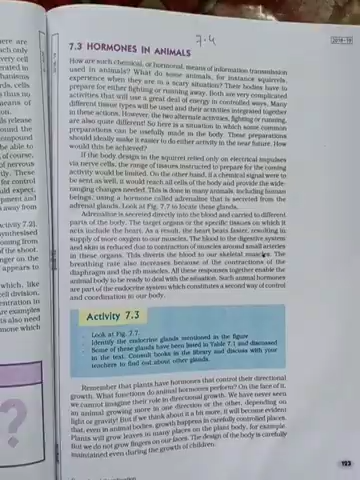 7-4
2018-19
7.3 HORMONES IN ANIMALS
How are such chemical, or hormonal, means of information transmission
used in animals? What do some animals, for instance squirrels,
experience when they are in a scary situation? Their bodies have to
prepare for either fighting or running away. Both are very complicated
activities that will use a great deal of energy in controlled ways. Many
different tissue types will be used and their activities integrated together
in these actions. However, the two alternate activities, fighting or running,
are also quite different! So here is a situation in which some common
preparations can be usefully made in the body. These preparations
should ideally make it easier to do either activity in the near future. How
would this be achieved?
If the body design in the squirrel relied only on electrical impulses
via nerve cells, the range of tissues instructed to prepare for the coming
activity would be limited. On the other hand, if a chemical signal were to
be sent as well, it would reach all cells of the body and provide the wide-
ranging changes needed. This is done in many animals, including human
beings, using a hormone called adrenaline that is secreted from the
adrenal glands. Look at Fig. 7.7 to locate these glands.
Adrenaline is secreted directly into the blood and carried to different
parts of the body. The target organs or the specific tissues on which it
acts include the heart. As a result, the heart beats faster, resulting in
supply of more oxygen to our muscles. The blood to the digestive system
and skin is reduced due to contraction of muscles around small arteries
in these organs. This diverts the blood to our skeletal muscles. The
breathing rate also increases because of the contractions of the
diaphragm and the rib muscles. All these responses together enable the
animal body to be ready to deal with the situation. Such animal hormones
are part of the endocrine system which constitutes a second way of control
and coordination in our body.
Activity 7.3
Look at Fig. 7.7.
Identify the endocrine glands mentioned in the figure
Some of these glands have been listed in Table 7.1 and discussed
in the text. Consult books in the library and discuss with your
teachers to find out about other glands.
Remember that plants have hormones that control their directional
growth. What functions do animal hormones perform? On the face of it,
we cannot imagine their role in directional growth. We have never seen
an animal growing more in one direction or the other, depending on
light or gravity! But if we think about it a bit more, it will become evident
that, even in animal bodies, growth happens in carefully controlled places.
Plants will grow leaves in many places on the plant body, for example.
But we do not grow fingers on our faces. The design of the body is carefully
maintained even during the growth of children.
123